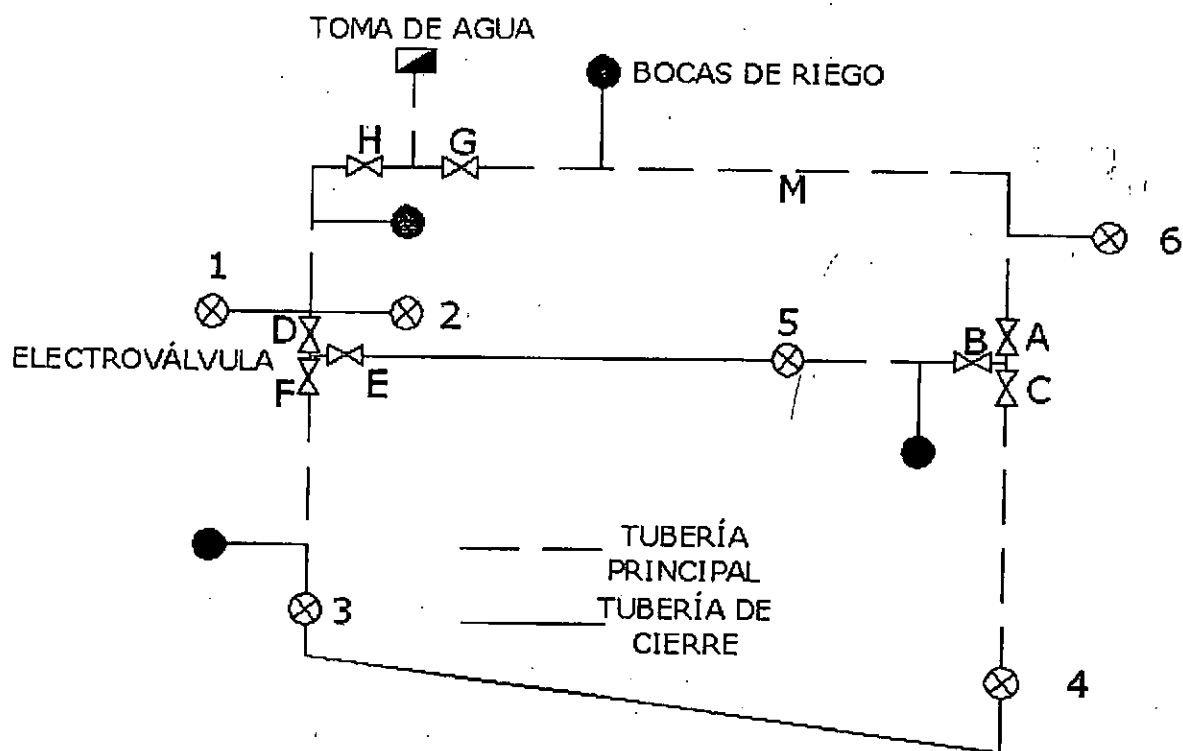 TOMA DE AGUA
BOCAS DE RIEGO
H
G
M
6
1
2
D
5
B
A
ELECTROVÁLVULA
F
E
C
TUBERÍA
PRINCIPAL
TUBERÍA DE
CIERRE
3
4